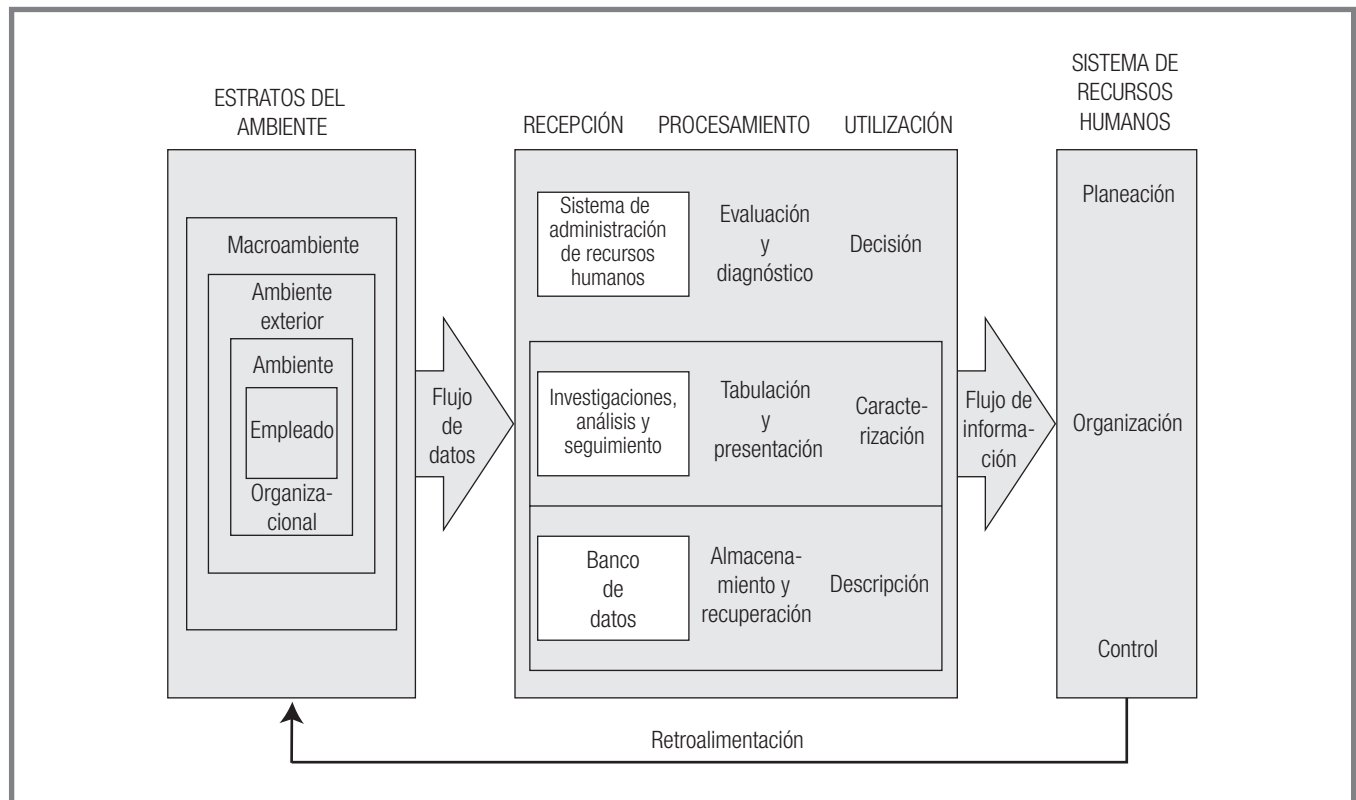 ESTRATOS DEL
AMBIENTE
Macroambiente
Ambiente
exterior
Ambiente
Empleado
Organiza-
cional
Flujo
de
datos
RECEPCIÓN PROCESAMIENTO UTILIZACIÓN
Sistema de
administración
de recursos
humanos
Evaluación
y
diagnóstico
Decisión
Investigaciones,
análisis y
seguimiento
Tabulación
y
presentación
Caracte-
rización
Banco
de
datos
Almacena-
miento y
recuperación
Descripción
Flujo de
informa-
ción
SISTEMA DE
RECURSOS
HUMANOS
Planeación
Organización
Control
Retroalimentación